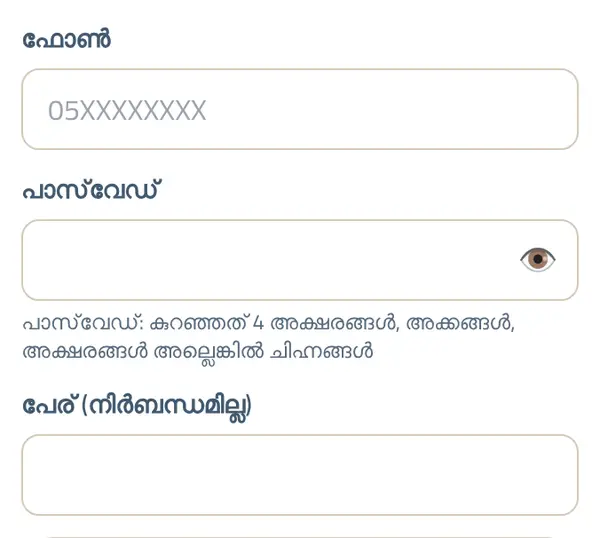 ഫോൺ
05XXXXXXXX
പാസ്‌വേഡ്
പാസ്‌വേഡ്: കുറഞ്ഞത് 4 അക്ഷരങ്ങൾ, അക്കങ്ങൾ,
അക്ഷരങ്ങൾ അല്ലെങ്കിൽ ചിഹ്നങ്ങൾ
പേര് (നിർബന്ധമില്ല)